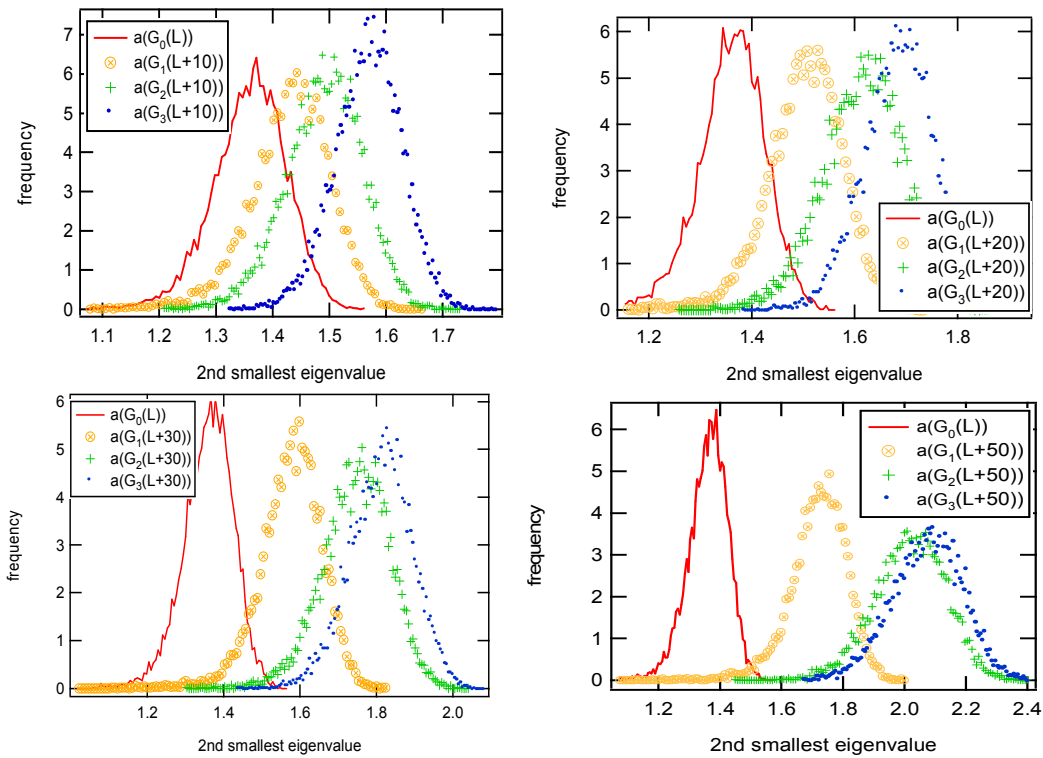 frequency
7
6
5
4
3
2
1
0
a(G₀(L))
a(G₁(L+10))
a(G₂(L+10))
a(G₃(L+10))
1.1 1.2 1.3 1.4 1.5 1.6 1.7
2nd smallest eigenvalue
frequency
6
5
4
3
2
1
0
a(G₀(L))
a(G₁(L+20))
a(G₂(L+20))
a(G₃(L+20))
1.2 1.4 1.6 1.8
2nd smallest eigenvalue
frequency
6
5
4
3
2
1
0
a(G₀(L))
a(G₁(L+30))
a(G₂(L+30))
a(G₃(L+30))
1.2 1.4 1.6 1.8 2.0
2nd smallest eigenvalue
frequency
6
5
4
3
2
1
0
a(G₀(L))
a(G₁(L+50))
a(G₂(L+50))
a(G₃(L+50))
1.2 1.4 1.6 1.8 2.0 2.2 2.4
2nd smallest eigenvalue